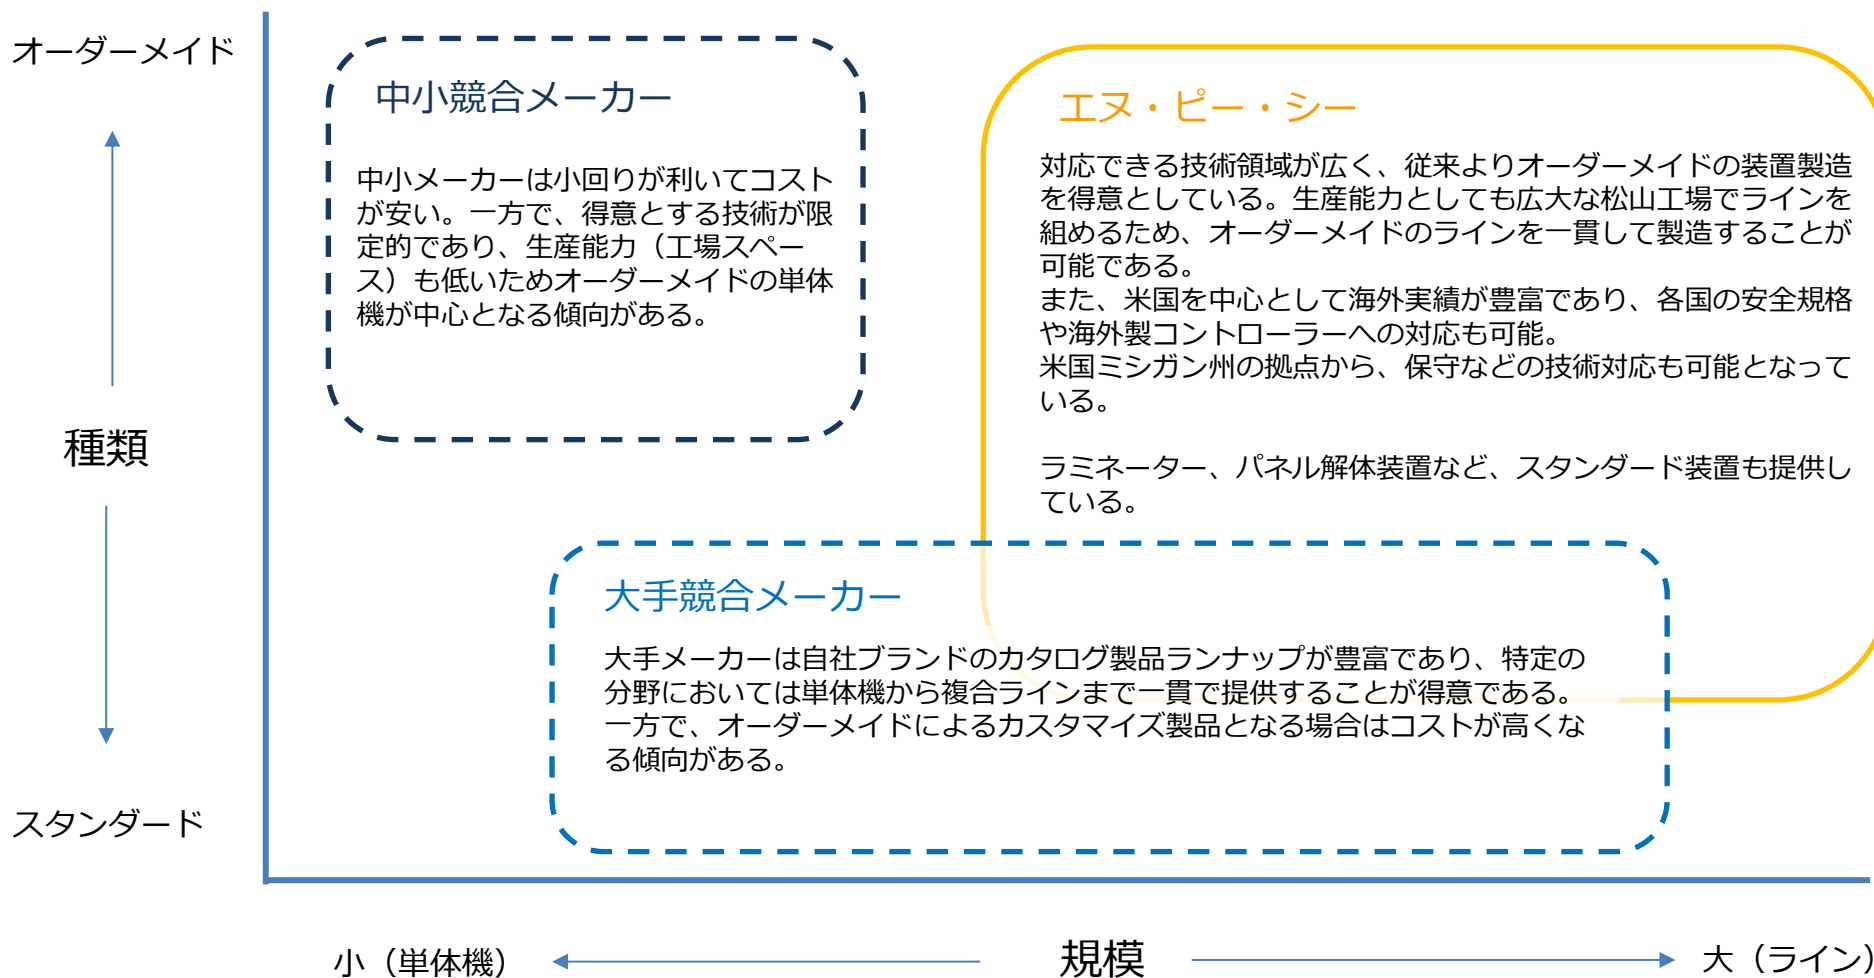 オーダーメイド
種類
スタンダード
中小競合メーカー
中小メーカーは小回りが利いてコスト
が安い。一方で、得意とする技術が限
定的であり、生産能力（工場スペー
ス）も低いためオーダーメイドの単体
機が中心となる傾向がある。
エヌ・ピー・シー
対応できる技術領域が広く、従来よりオーダーメイドの装置製造
を得意としている。生産能力としても広大な松山工場でラインを
組めるため、オーダーメイドのラインを一貫して製造することが
可能である。
また、米国を中心として海外実績が豊富であり、各国の安全規格
や海外製コントローラーへの対応も可能。
米国ミシガン州の拠点から、保守などの技術対応も可能となって
いる。
ラミネーター、パネル解体装置など、スタンダード装置も提供し
ている。
大手競合メーカー
大手メーカーは自社ブランドのカタログ製品ランナップが豊富であり、特定の
分野においては単体機から複合ラインまで一貫で提供することが得意である。
一方で、オーダーメイドによるカスタマイズ製品となる場合はコストが高くな
る傾向がある。
小（単体機）
規模
大（ライン）